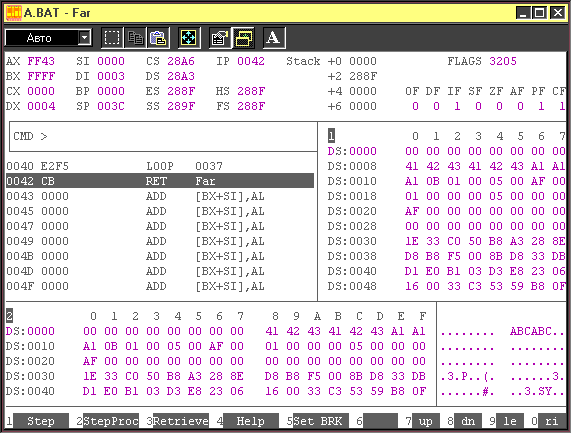 A.BAT - Far
Авто
A
AX FF43 SI 0000 CS 28A6 IP 0042 Stack +0 0000 FLAGS 3205
BX FFFF DI 0003 DS 28A3 +2 288F
CX 0000 BP 0000 ES 288F HS 288F +4 0000 OF DF IF SF ZF AF PF CF
DX 0004 SP 003C SS 289F FS 288F +6 0000 0 0 1 0 0 0 1 1
CMD >
1 0 1 2 3 4 5 6 7
DS:0000 00 00 00 00 00 00 00 00
0040 E2F5 LOOP 0037
DS:0008 41 42 43 41 42 43 A1 A1
0042 CB RET Far
DS:0010 A1 0B 01 00 05 00 AF 00
0043 0000 ADD [BX+SI],AL
DS:0018 01 00 00 00 05 00 00 00
0045 0000 ADD [BX+SI],AL
DS:0020 AF 00 00 00 00 00 00 00
0047 0000 ADD [BX+SI],AL
DS:0028 00 00 00 00 00 00 00 00
0049 0000 ADD [BX+SI],AL
DS:0030 1E 33 C0 50 B8 A3 28 8E
004B 0000 ADD [BX+SI],AL
DS:0038 D8 B8 F5 00 8B D8 33 DB
004D 0000 ADD [BX+SI],AL
DS:0040 D1 E0 B1 03 D3 E8 23 06
004F 0000 ADD [BX+SI],AL
DS:0048 16 00 33 C3 53 59 B8 0F
2 0 1 2 3 4 5 6 7 8 9 A B C D E F
DS:0000 00 00 00 00 00 00 00 00 41 42 43 41 42 43 A1 A1 ........ ABCABC..
DS:0010 A1 0B 01 00 05 00 AF 00 01 00 00 00 05 00 00 00 ........ ........
DS:0020 AF 00 00 00 00 00 00 00 00 00 00 00 00 00 00 00 ........ ........
DS:0030 1E 33 C0 50 B8 A3 28 8E D8 B8 F5 00 8B D8 33 DB .3.P..(. ......3.
DS:0040 D1 E0 B1 03 D3 E8 23 06 16 00 33 C3 53 59 B8 0F ......#. ..3.SY..
1 Step 2 StepProc 3 Retrieve 4 Help 5 Set BRK 6 7 up 8 dn 9 le 0 ri